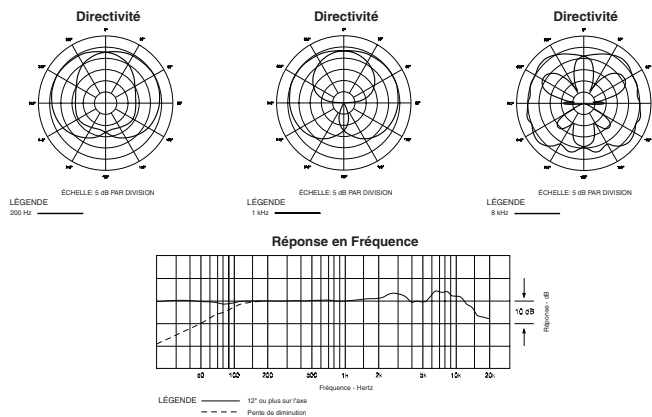 Directivité
Directivité
Directivité
ÉCHELLE: 5 dB PAR DIVISION
ÉCHELLE: 5 dB PAR DIVISION
ÉCHELLE: 5 dB PAR DIVISION
LÉGENDE
200 Hz
LÉGENDE
1 kHz
LÉGENDE
8 kHz
Réponse en Fréquence
10 dB
Réponse - dB
50 100 200 500 1k 2k 5k 10k 20k
Fréquence - Hertz
LÉGENDE
12" ou plus sur l'axe
Pente de diminution